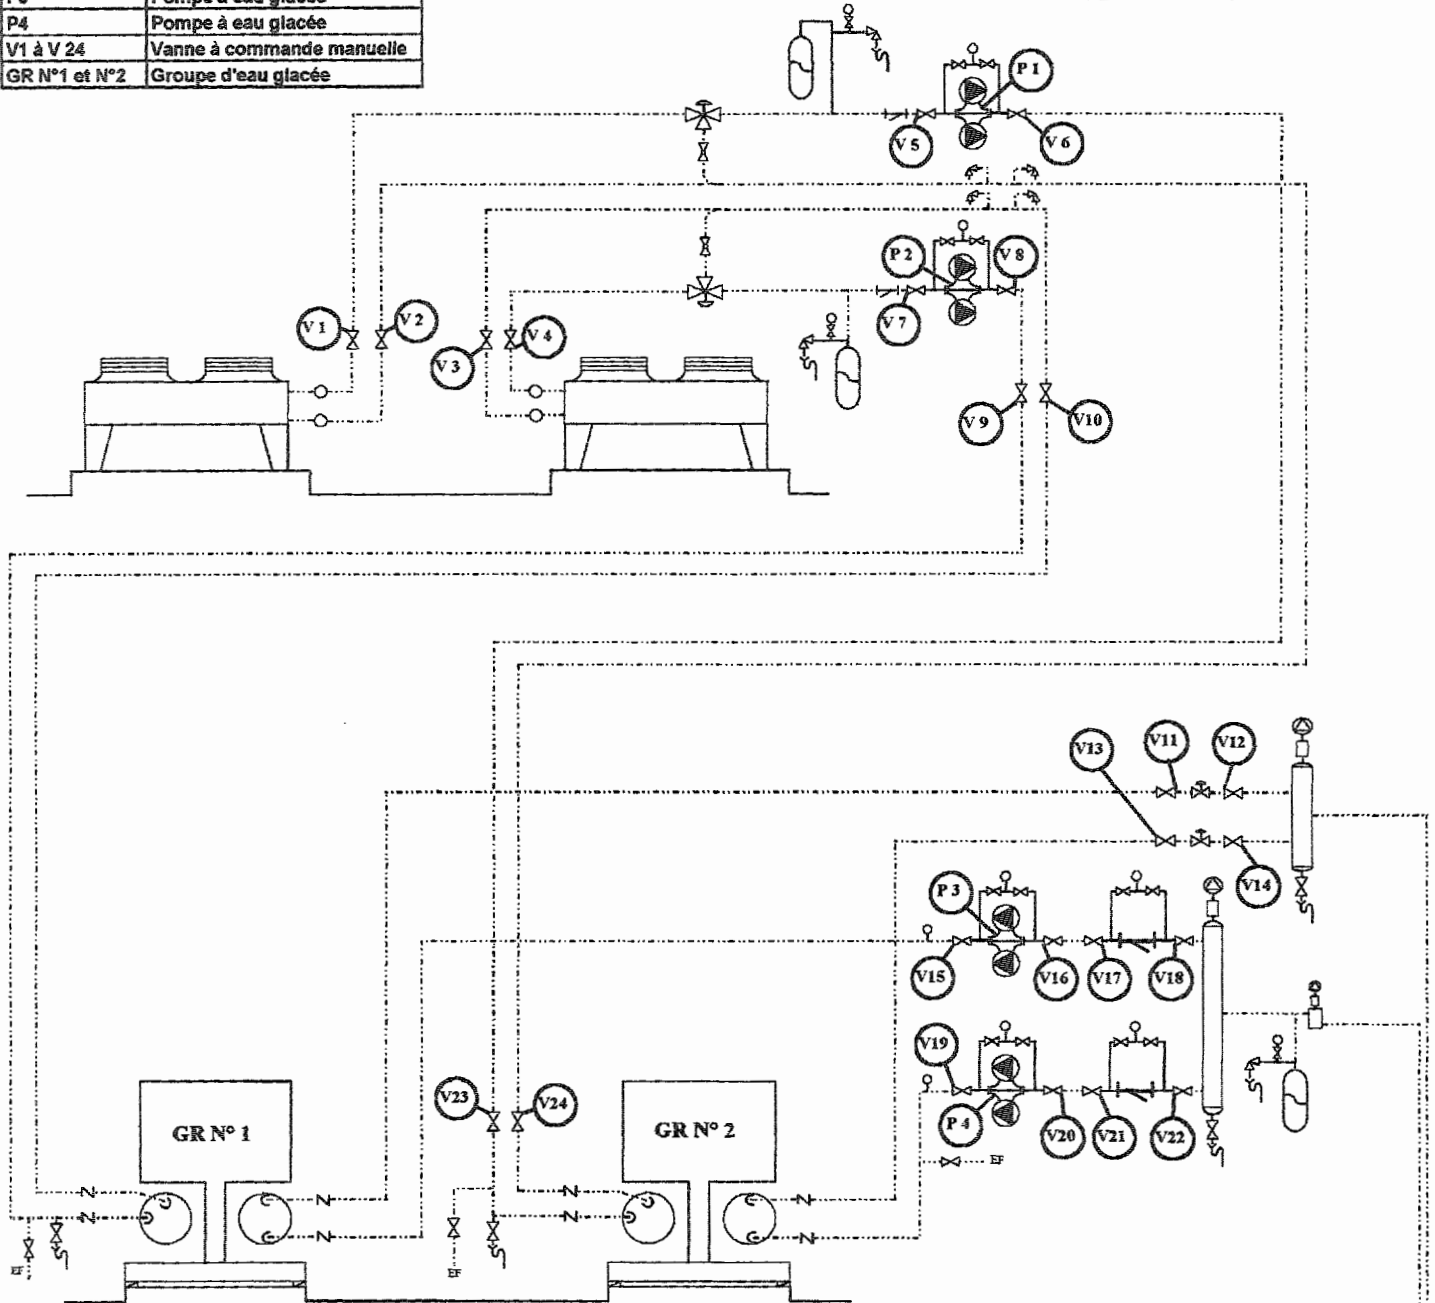 P4 Pompe à eau glacée
V1 à V 24 Vanne à commande manuelle
GR N°1 et N°2 Groupe d'eau glacée
P 1
V 5
V 6
P 2
V 8
V 7
V 1
V 2
V 3
V 4
V 9
V10
V13
V11
V12
V14
P 3
V15
V16
V17
V18
V19
P 4
V20
V21
V22
EF
V23
V24
GR N° 1
GR N° 2
EF
EF